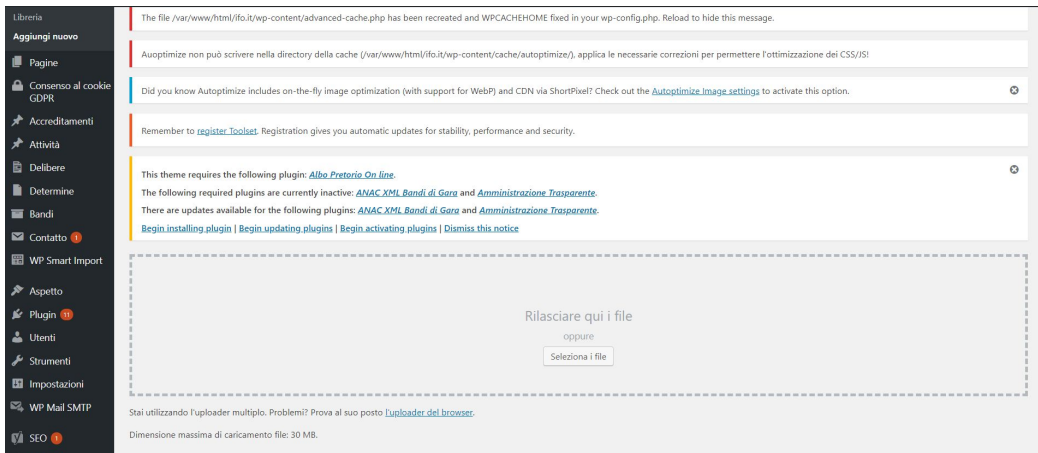 Libreria
Aggiungi nuovo
Pagine
Consenso al cookie
GDPR
Accreditamenti
Attività
Delibere
Determine
Bandi
Contatto 1
WP Smart Import
Aspetto
Plugin 11
Utenti
Strumenti
Impostazioni
WP Mail SMTP
SEO 1
The file /var/www/html/ifo.it/wp-content/advanced-cache.php has been recreated and WPCACHEHOME fixed in your wp-config.php. Reload to hide this message.
Auoptimize non può scrivere nella directory della cache (/var/www/html/ifo.it/wp-content/cache/autoptimize/), applica le necessarie correzioni per permettere l'ottimizzazione dei CSS/JS!
Did you know Autoptimize includes on-the-fly image optimization (with support for WebP) and CDN via ShortPixel? Check out the Autoptimize Image settings to activate this option.
Remember to register Toolset. Registration gives you automatic updates for stability, performance and security.
This theme requires the following plugin: Albo Pretorio On line.
The following required plugins are currently inactive: ANAC XML Bandi di Gara and Amministrazione Trasparente.
There are updates available for the following plugins: ANAC XML Bandi di Gara and Amministrazione Trasparente.
Begin installing plugin | Begin updating plugins | Begin activating plugins | Dismiss this notice
Rilasciare qui i file
oppure
Seleziona i file
Stai utilizzando l'uploader multiplo. Problemi? Prova al suo posto l'uploader del browser.
Dimensione massima di caricamento file: 30 MB.